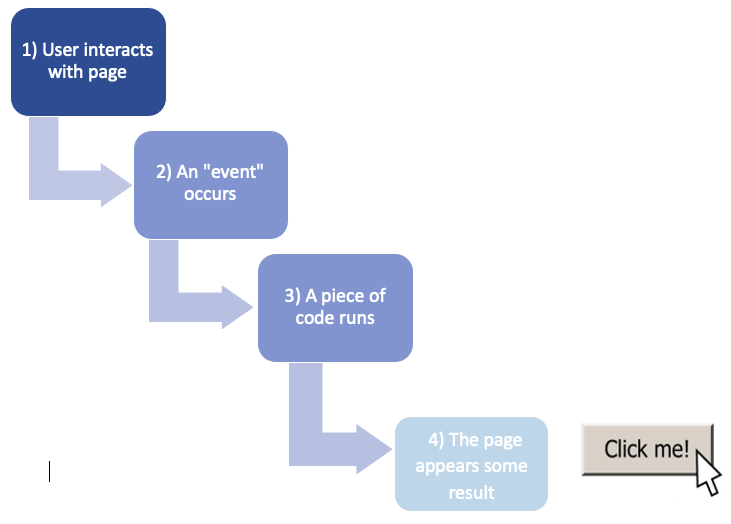 1) User interacts
with page
2) An "event"
occurs
3) A piece of
code runs
4) The page
appears some
result
Click me!